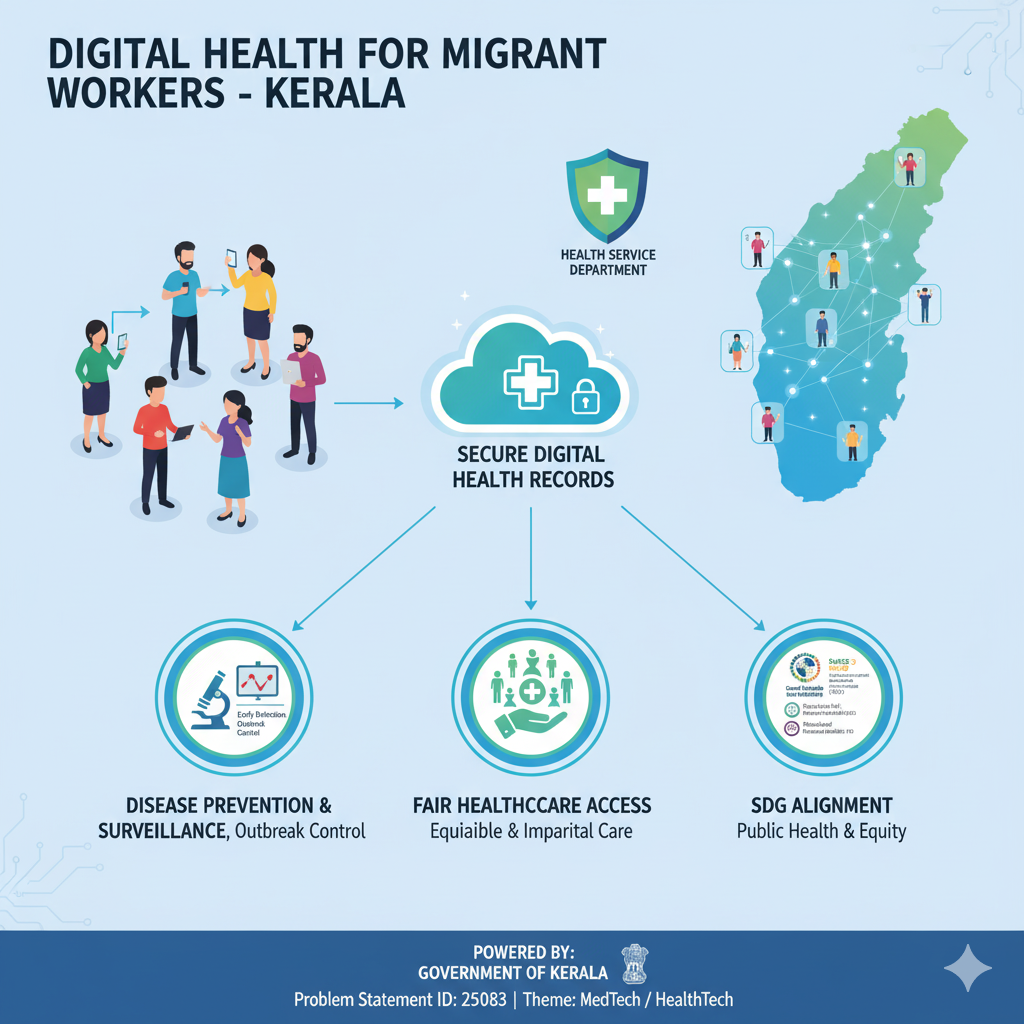 DIGITAL HEALTH FOR MIGRANT
WORKERS - KERALA
HEALTH SERVICE
DEPARTMENT
SECURE DIGITAL
HEALTH RECORDS
Early
DISEASE PREVENTION &
SURVEILLANCE, Outbreak Control
FAIR HEALTHCCARE ACCESS
Equiaible & Imparital Care
SDG ALIGNMENT
Public Health & Equity
POWERED BY:
GOVERNMENT OF KERALA
Problem Statement ID: 25083 | Theme: MedTech / HealthTech